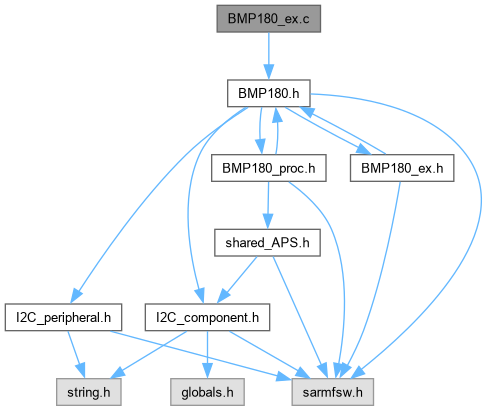 BMP180_ex.c
BMP180.h
BMP180_proc.h
BMP180_ex.h
shared_APS.h
I2C_peripheral.h
I2C_component.h
string.h
globals.h
sarmfsw.h